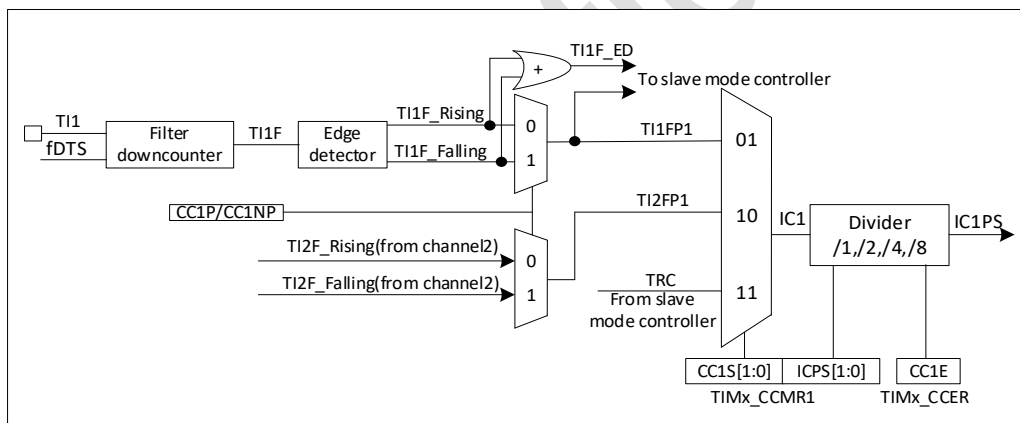 TI1F_ED
To slave mode controller
TI1
fDTS
Filter
downcounter
TI1F
Edge
detector
TI1F_Rising
TI1F_Falling
0
1
TI1FP1
01
CC1P/CC1NP
TI2FP1
10
IC1
Divider
/1,/2,/4,/8
IC1PS
TI2F_Rising(from channel2)
TI2F_Falling(from channel2)
0
1
TRC
From slave
mode controller
11
CC1S[1:0]
ICPS[1:0]
CC1E
TIMx_CCMR1
TIMx_CCER
+